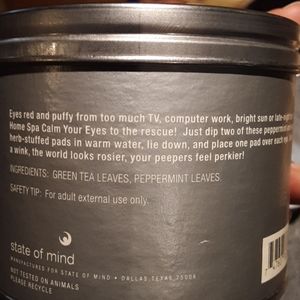 Eyes red and puffy from too much TV, computer work, bright sun or late-nig
Home Spa Calm Your Eyes to the rescue! Just dip two of these peppermint
herb-stuffed pads in warm water, lie down, and place one pad over each eye.
a wink, the world looks rosier, your peepers feel perkier!
INGREDIENTS: GREEN TEA LEAVES, PEPPERMINT LEAVES.
SAFETY TIP: For adult external use only.
state of mind
MANUFACTURED FOR STATE OF MIND • DALLAS, TEXAS 75006
NOT TESTED ON ANIMALS
PLEASE RECYCLE